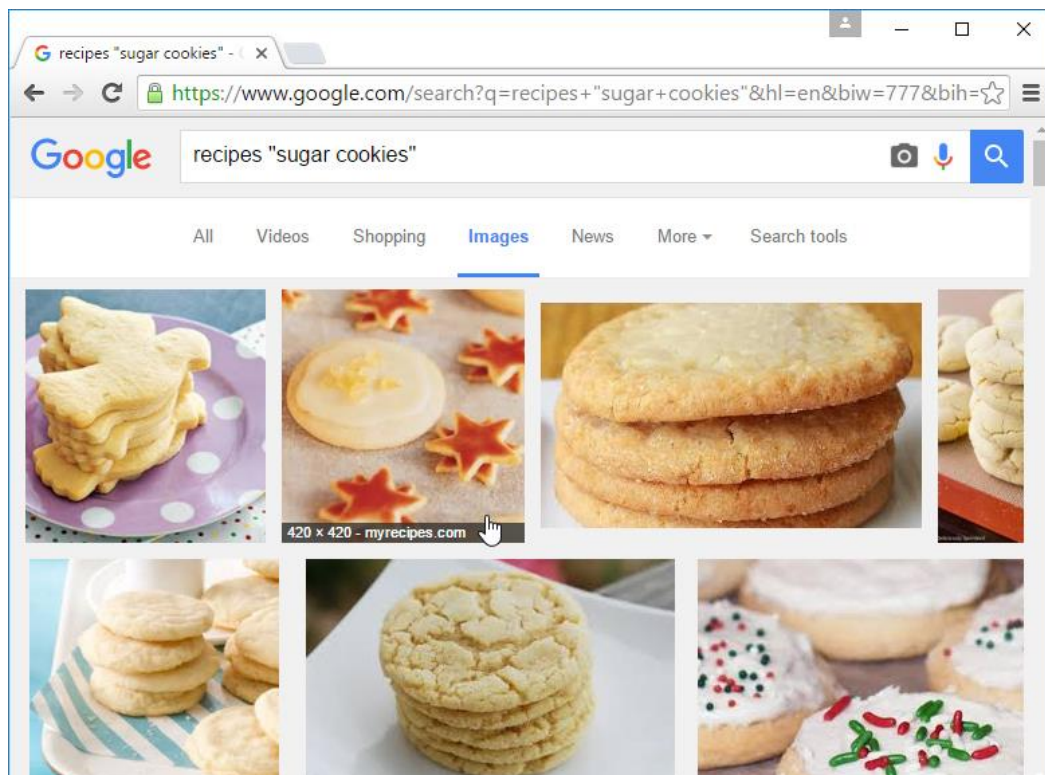 recipes "sugar cookies" -
https://www.google.com/search?q=recipes+"sugar+cookies"&hl=en&biw=777&bih=
Google
recipes "sugar cookies"
All Videos Shopping Images News More Search tools
420 × 420 - myrecipes.com